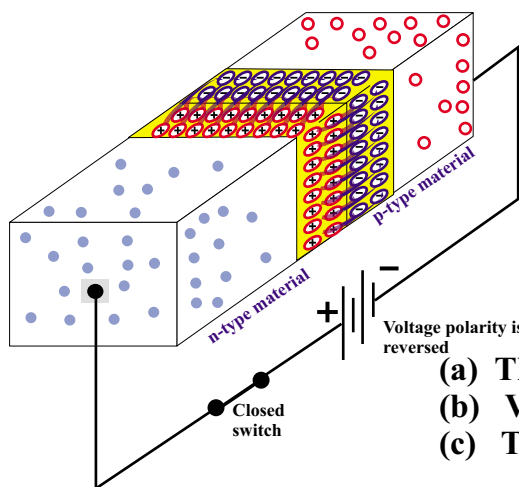 p-type material
n-type material
+
−
Voltage polarity is
reversed
Closed
switch
(a)
(b)
(c)